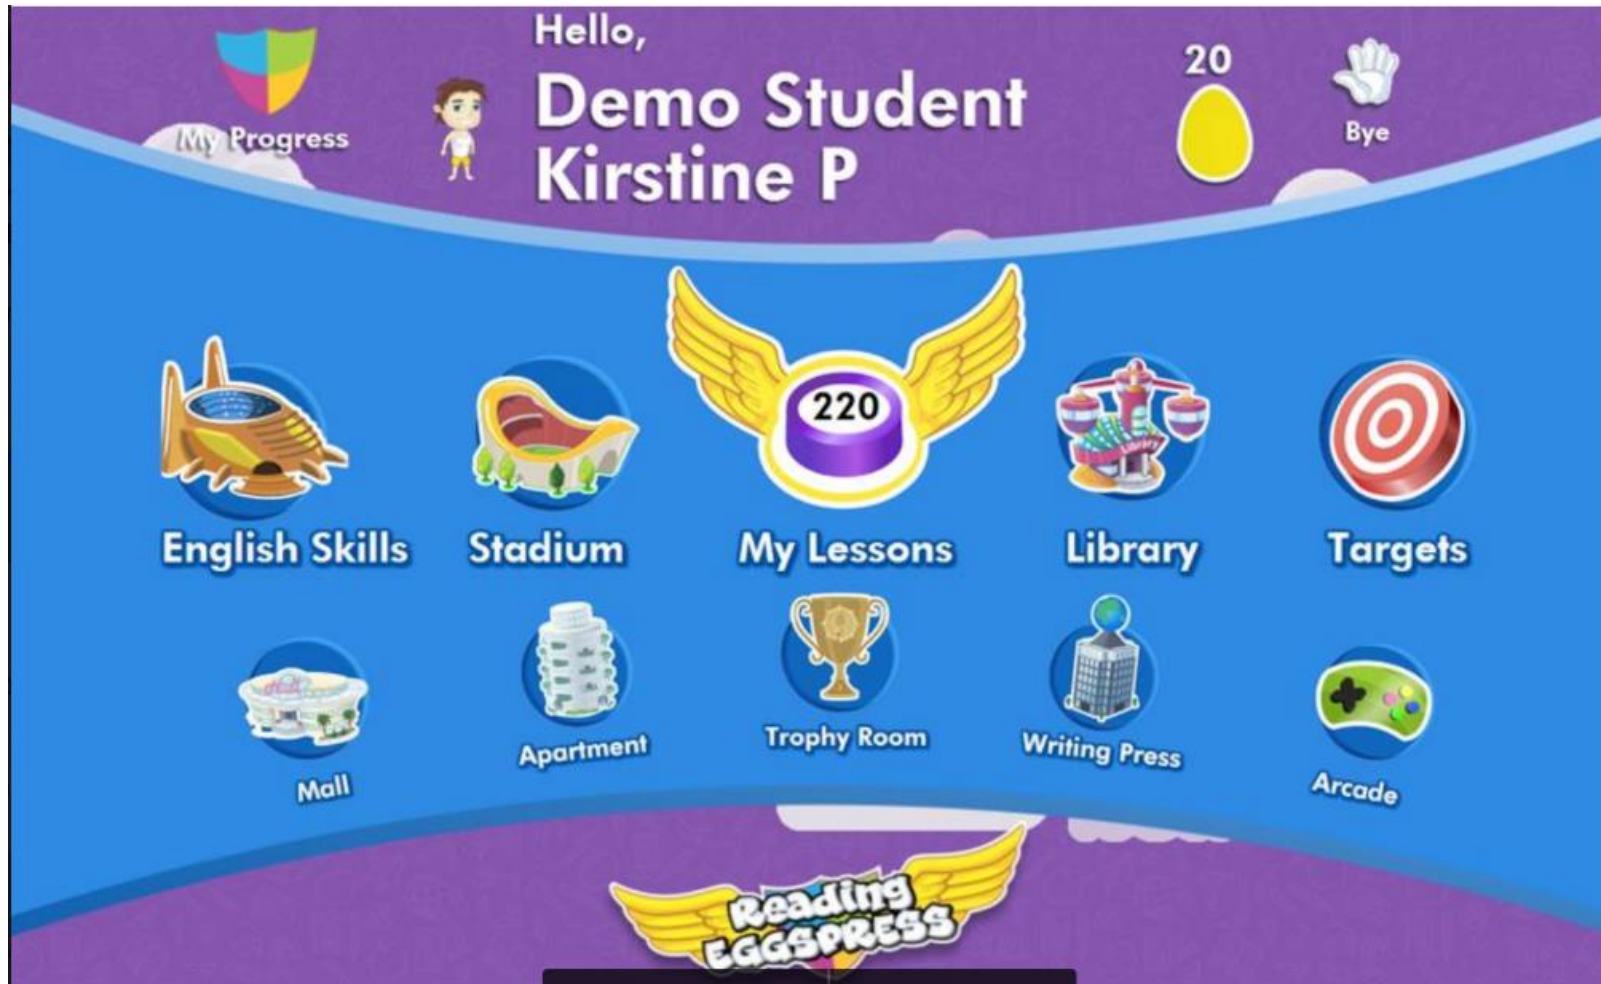 Hello,
Demo Student
Kirstine P
My Progress
20
Bye
220
Library
English Skills
Stadium
My Lessons
Library
Targets
Mall
Apartment
Trophy Room
Writing Press
Arcade
Reading
EGGSPRESS